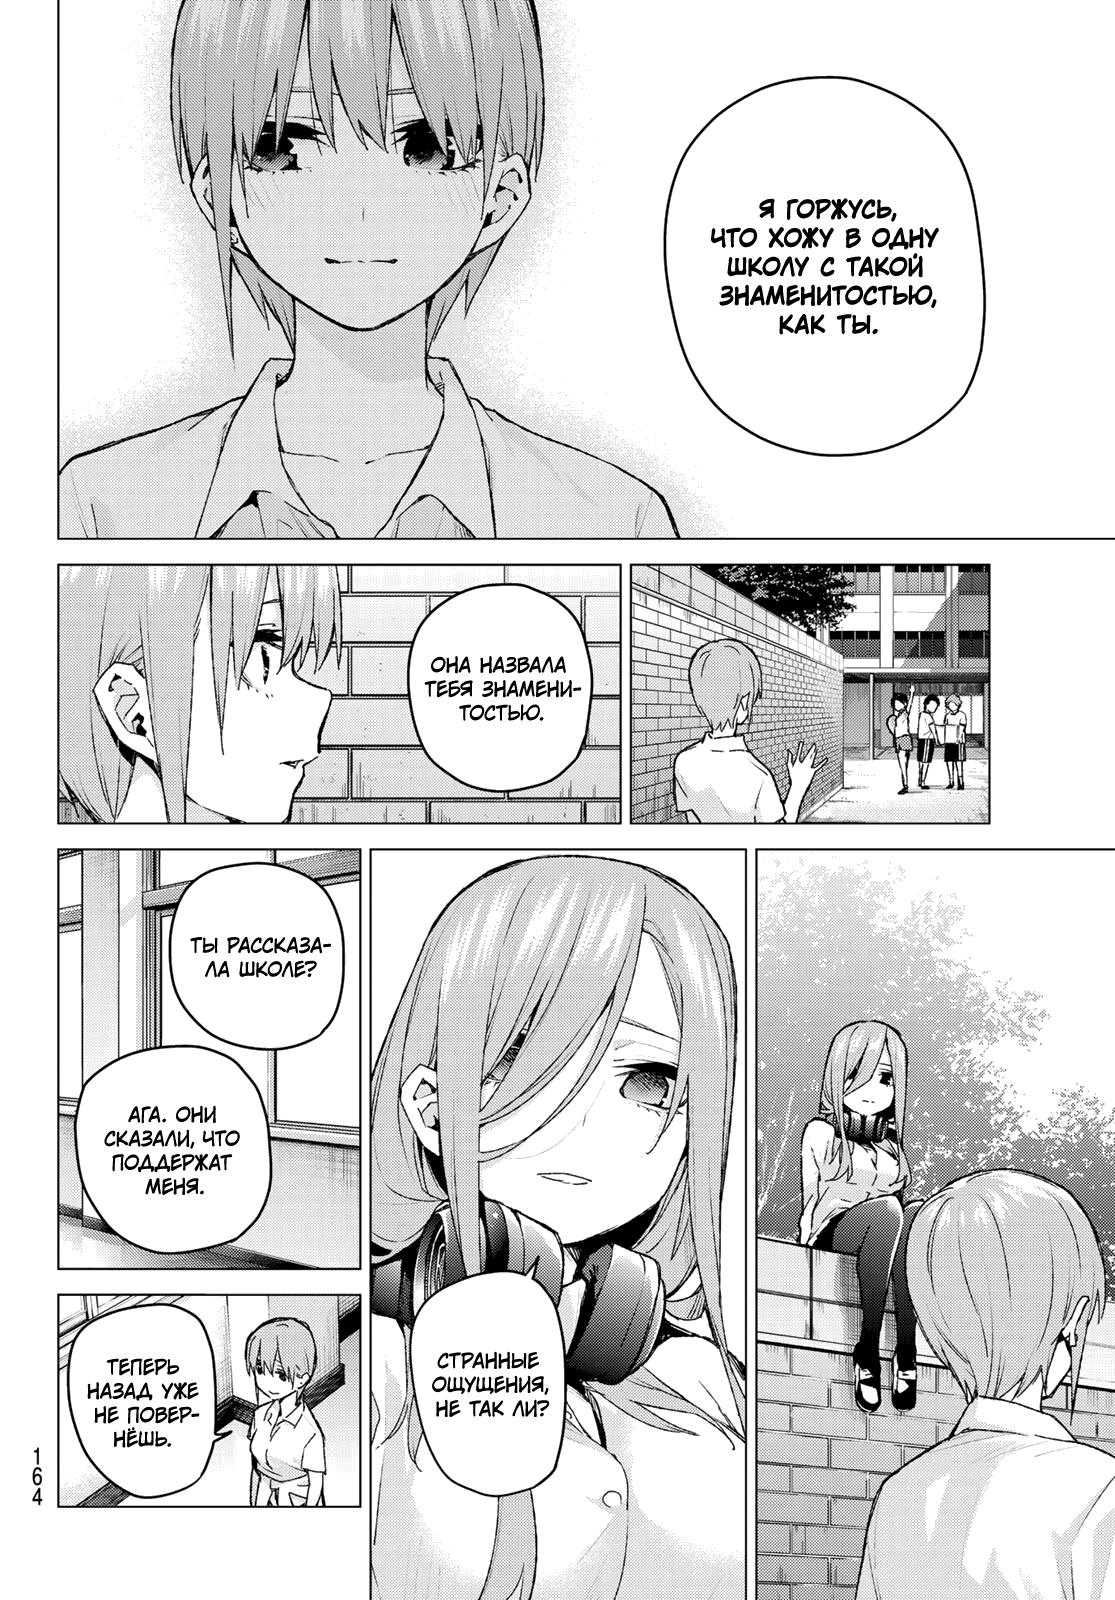 Я ГОРЖУСЬ,
ЧТО ХОЖУ В ОДНУ
ШКОЛУ С ТАКОЙ
ЗНАМЕНИТОСТЬЮ,
КАК ТЫ.
ОНА НАЗВАЛА
ТЕБЯ ЗНАМЕНИ-
ТОСТЬЮ.
СТРАННЫЕ
ОЩУЩЕНИЯ,
НЕ ТАК ЛИ?
ТЫ РАССКАЗА-
ЛА ШКОЛЕ?
АГА. ОНИ
СКАЗАЛИ, ЧТО
ПОДДЕРЖАТ
МЕНЯ.
ТЕПЕРЬ
НАЗАД УЖЕ
НЕ ПОВЕР-
НЁШЬ.
164